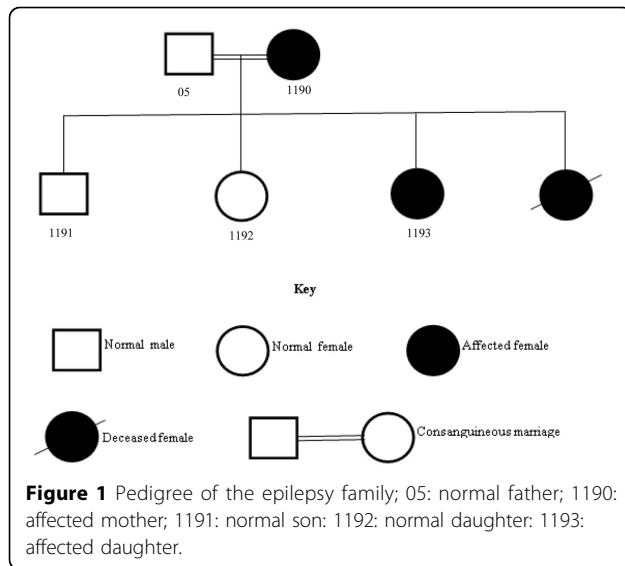 05
1190
1191
1192
1193
Key
Normal male
Normal female
Affected female
Deceased female
Consanguineous marriage
Figure 1 Pedigree of the epilepsy family; 05: normal father; 1190:
affected mother; 1191: normal son: 1192: normal daughter: 1193:
affected daughter.